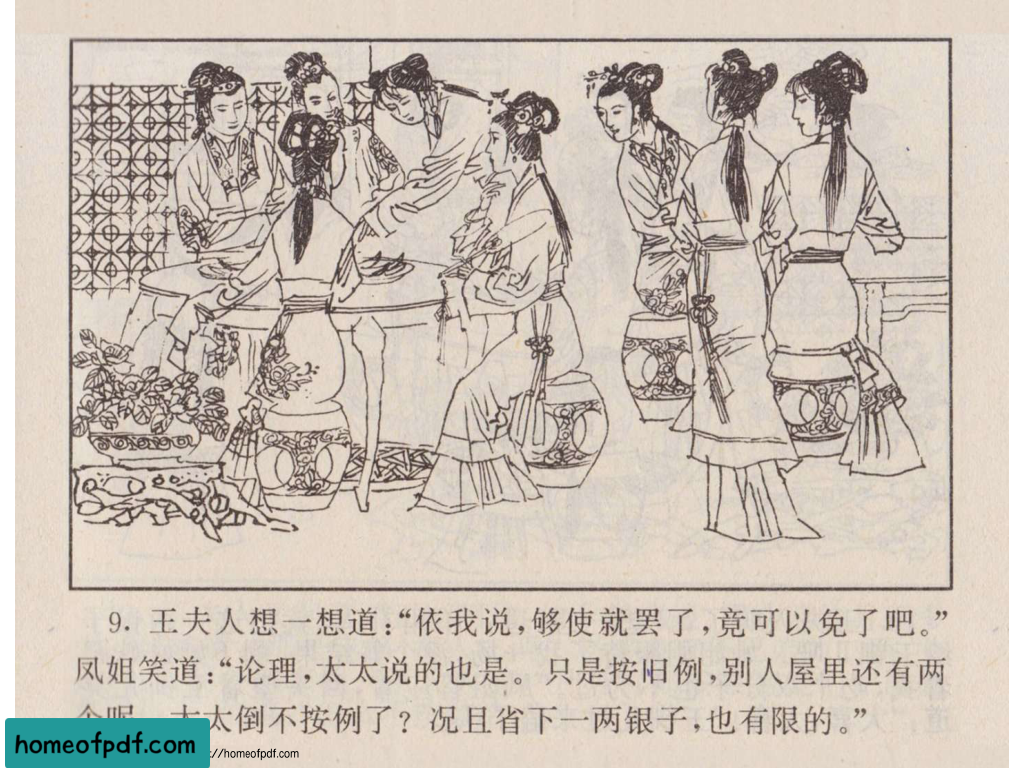 9. 王夫人想一想道：“依我说，够使就罢了，竟可以免了吧。”
凤姐笑道：“论理，太太说的也是。只是按旧例，别人屋里还有两
个呢，太太倒不按例了？况且省下一两银子，也有限的。”
homeofpdf.com
://homeofpdf.com